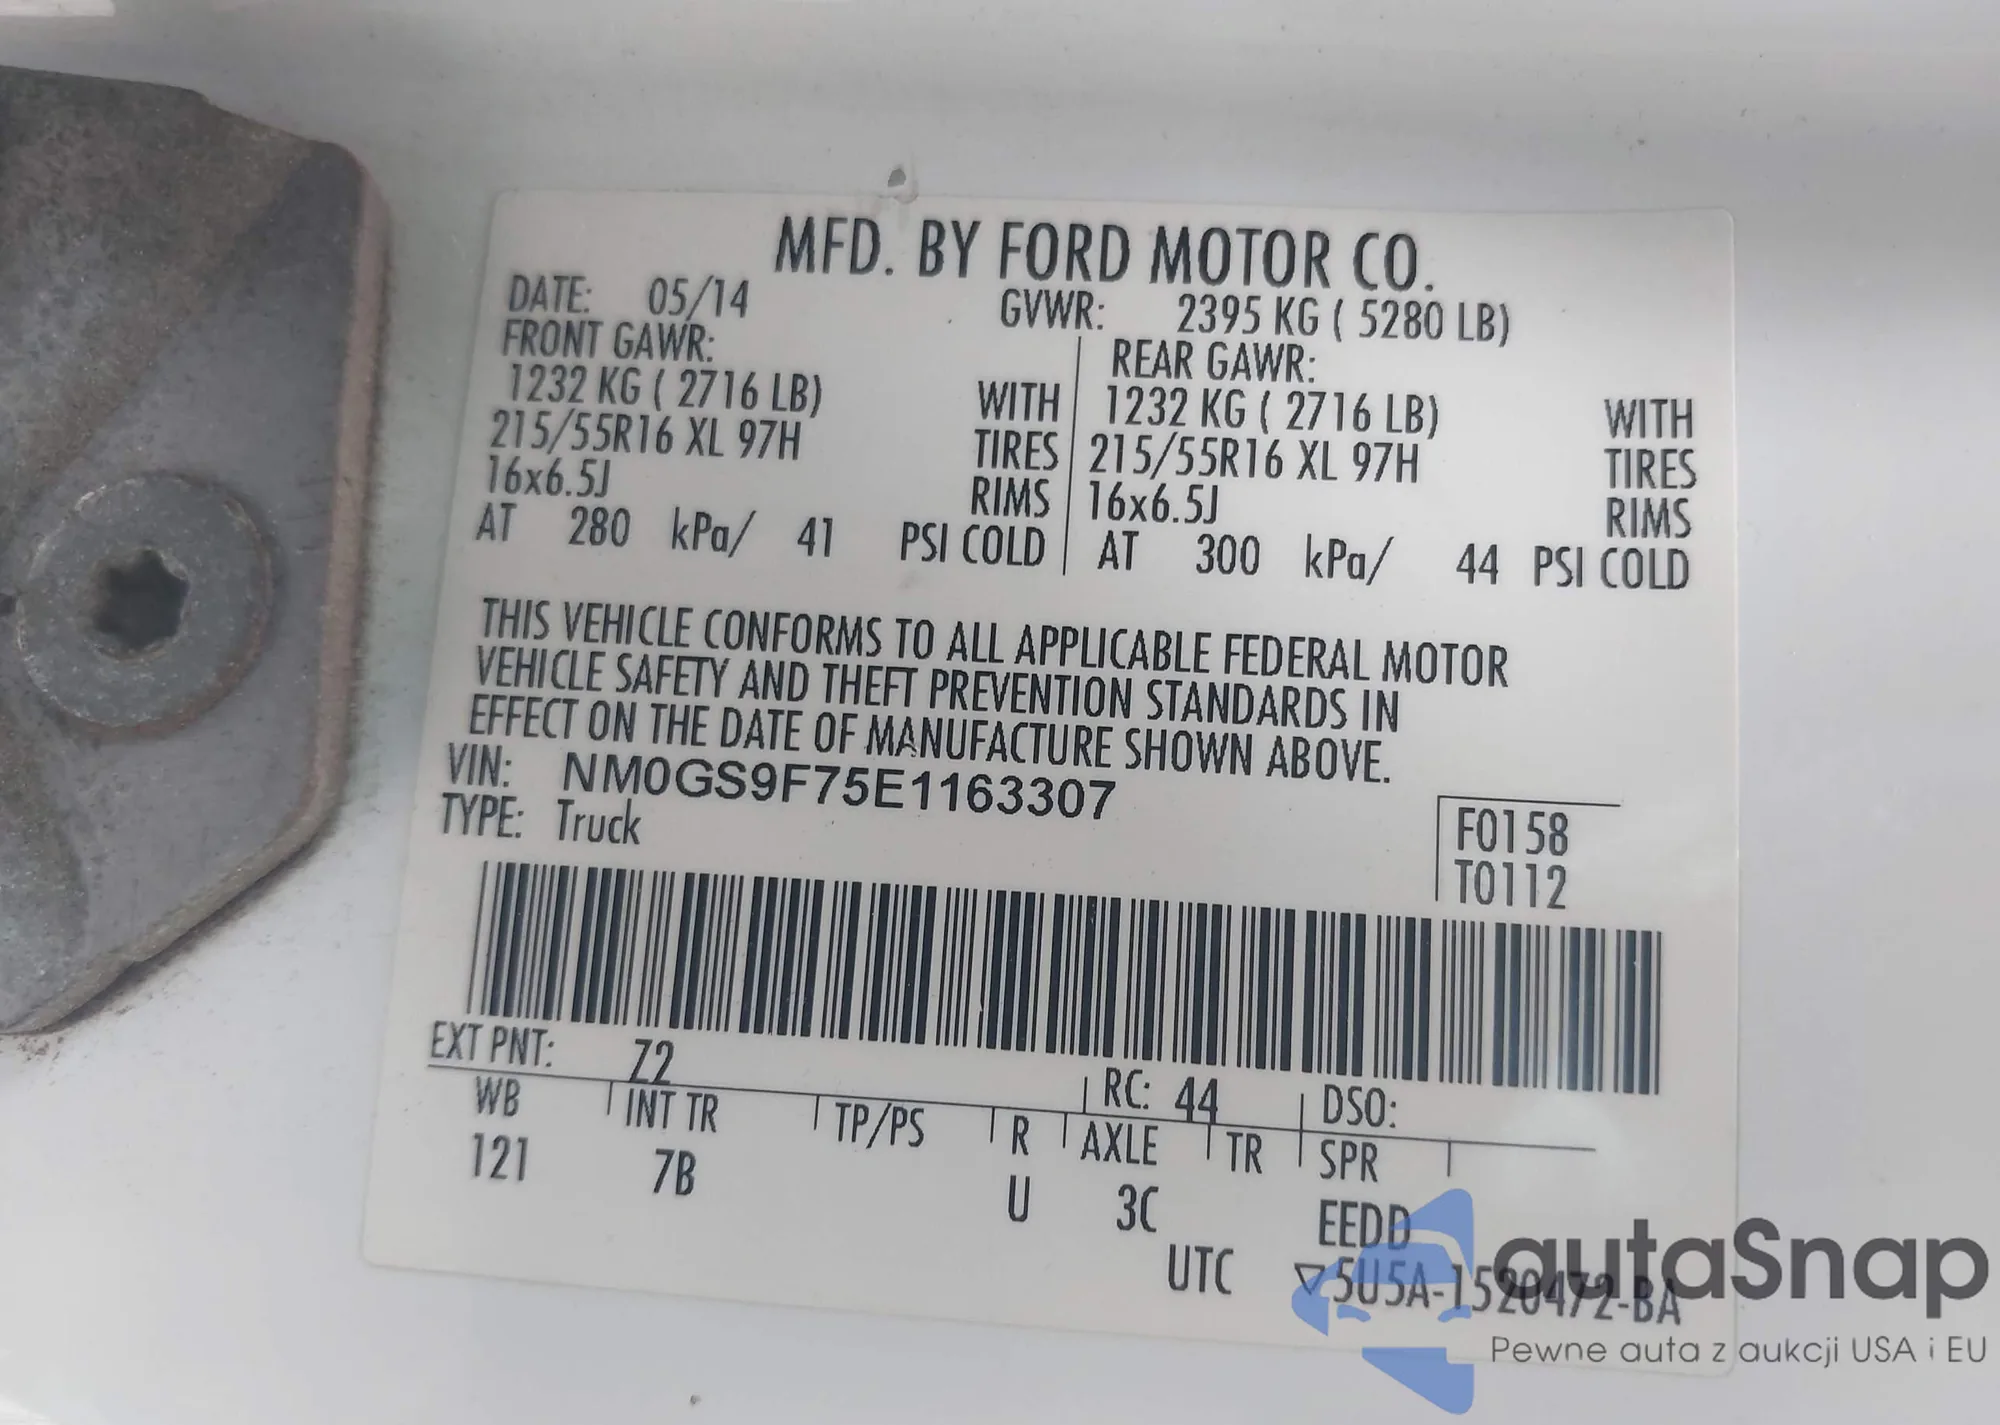 MFD. BY FORD MOTOR CO.
DATE: 05/14 GVWR: 2395 KG ( 5280 LB)
FRONT GAWR: REAR GAWR:
1232 KG ( 2716 LB) WITH 1232 KG ( 2716 LB) WITH
215/55R16 XL 97H TIRES 215/55R16 XL 97H TIRES
16x6.5J RIMS 16x6.5J RIMS
AT 280 kPa/ 41 PSI COLD AT 300 kPa/ 44 PSI COLD
THIS VEHICLE CONFORMS TO ALL APPLICABLE FEDERAL MOTOR
VEHICLE SAFETY AND THEFT PREVENTION STANDARDS IN
EFFECT ON THE DATE OF MANUFACTURE SHOWN ABOVE.
VIN: NM0GS9F75E1163307
TYPE: Truck
F0158
T0112
EXT PNT: Z2 RC: 44 DSO:
WB INT TR TP/PS R AXLE TR SPR
121 7B U 3C EEDD
UTC ▽5U5A-1520472-BA
autaSnap
Pewne auta z aukcji USA i EU